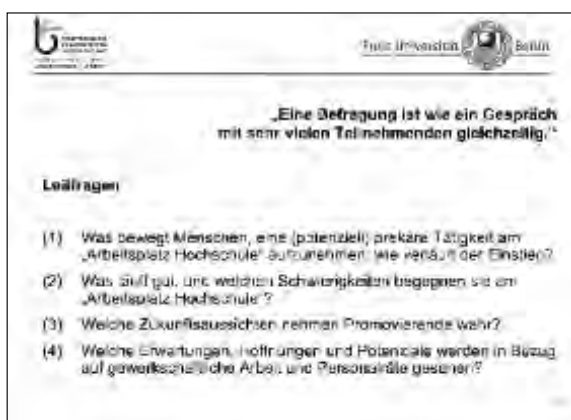 Freie Universität Berlin
„Eine Befragung ist wie ein Gespräch
mit sehr vielen Teilnehmenden gleichzeitig.“
Leitfragen
(1) Was bewegt Menschen, eine (potenziell) prekäre Tätigkeit am
„Arbeitsplatz Hochschule“ aufzunehmen, wie verläuft der Einstieg?
(2) Was läuft gut, und welchen Schwierigkeiten begegnen sie am
„Arbeitsplatz Hochschule“?
(3) Welche Zukunftsaussichten nehmen Promovierende wahr?
(4) Welche Erwartungen, Hoffnungen und Potenziale werden in Bezug
auf gewerkschaftliche Arbeit und Personalräte gesehen?